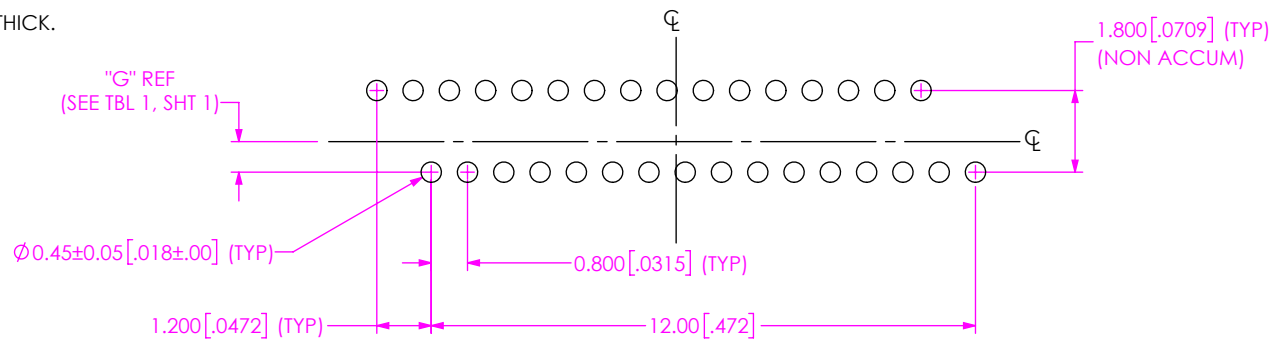 THICK.
℄
1.800[.0709] (TYP)
(NON ACCUM)
"G" REF
(SEE TBL 1, SHT 1)
℄
Ø0.45±0.05[.018±.00] (TYP)
0.800[.0315] (TYP)
1.200[.0472] (TYP)
12.00[.472]